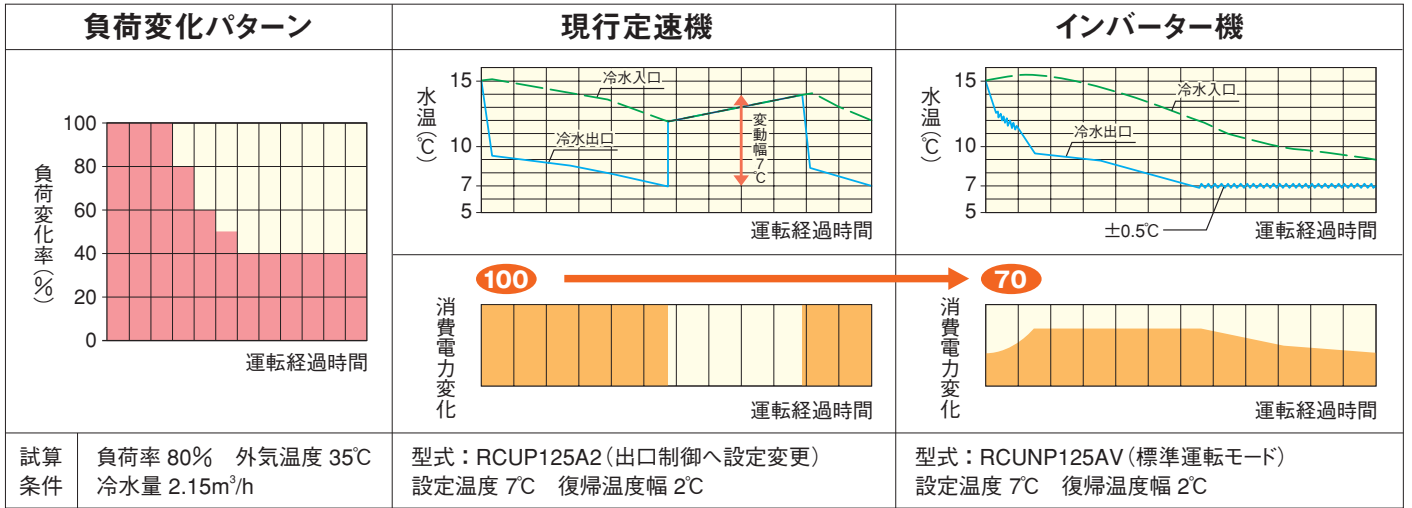 負荷変化パターン
現行定速機
インバーター機
負荷変化率(%)
100
80
60
40
20
0
運転経過時間
水温(℃)
15
10
7
5
冷水入口
冷水出口
変動幅7℃
運転経過時間
水温(℃)
15
10
7
5
冷水入口
冷水出口
±0.5℃
運転経過時間
100
消費電力変化
運転経過時間
70
消費電力変化
運転経過時間
試算
条件
負荷率 80% 外気温度 35℃
冷水量 2.15m³/h
型式：RCUP125A2（出口制御へ設定変更）
設定温度 7℃ 復帰温度幅 2℃
型式：RCUNP125AV（標準運転モード）
設定温度 7℃ 復帰温度幅 2℃